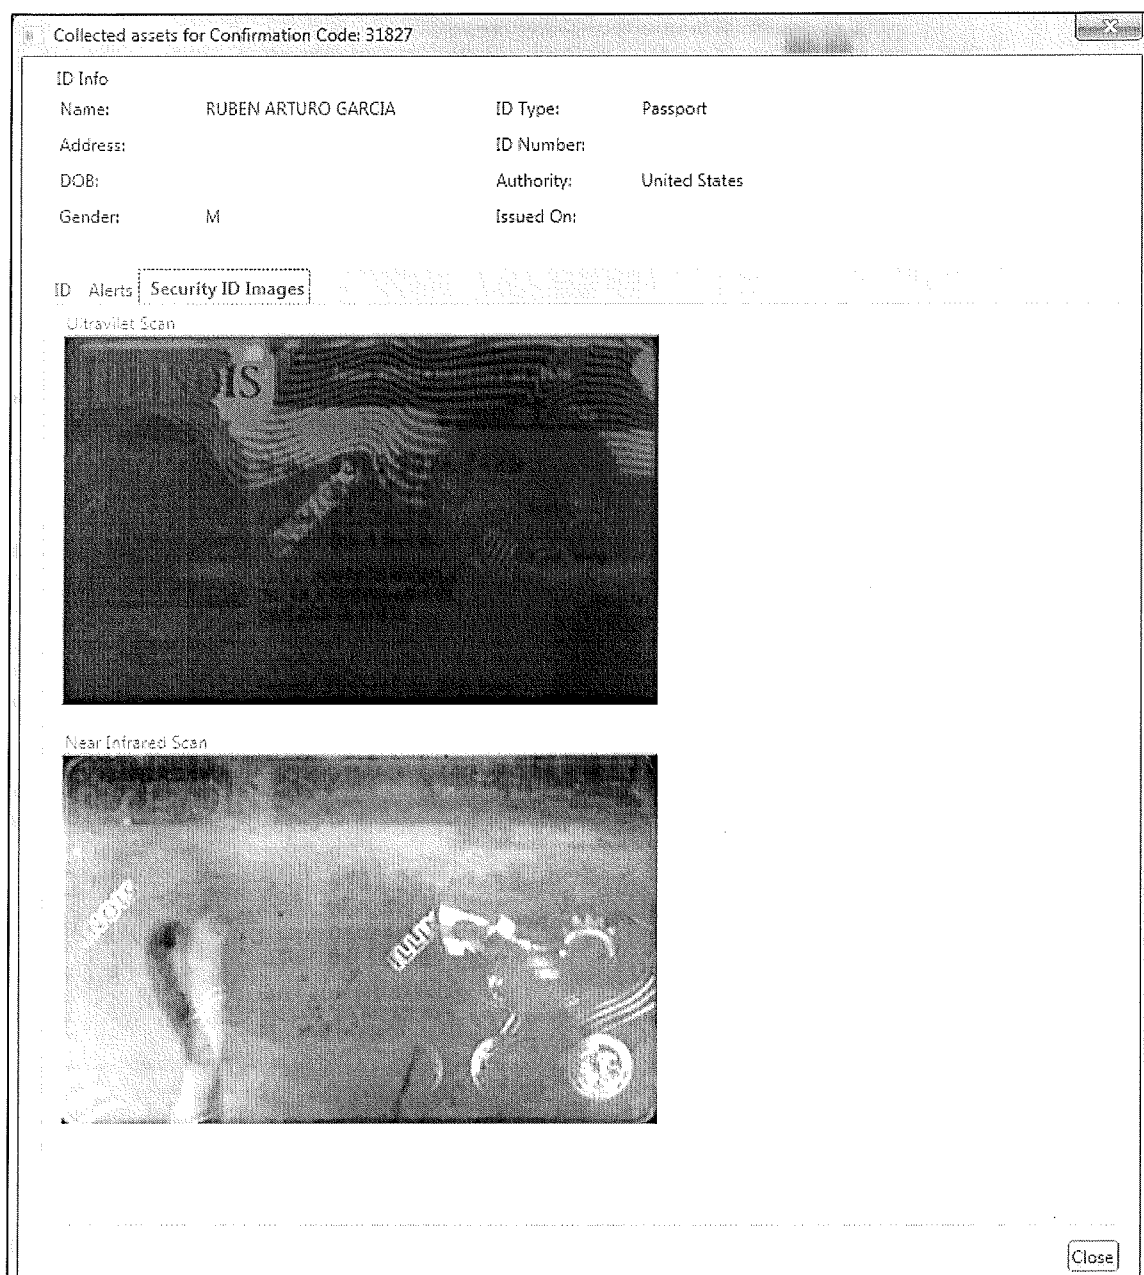 Collected assets for Confirmation Code: 31827
ID Info
Name: RUBEN ARTURO GARCIA ID Type: Passport
Address: ID Number:
DOB: Authority: United States
Gender: M Issued On:
ID Alerts Security ID Images
Ultravilet Scan
IS
Near Infrared Scan
Close